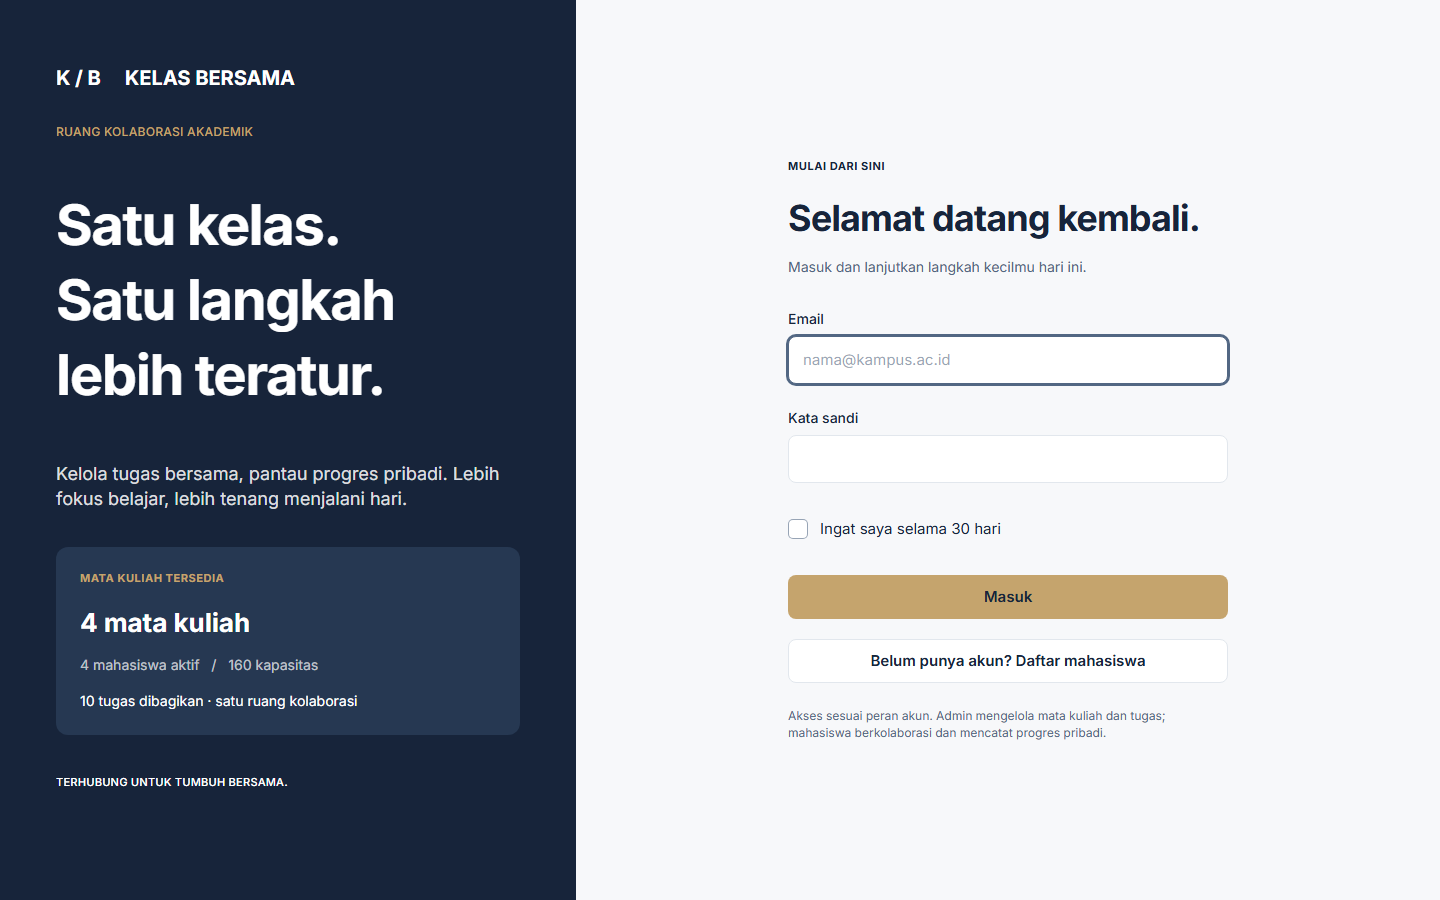 K / B KELAS BERSAMA
RUANG KOLABORASI AKADEMIK
Satu kelas.
Satu langkah
lebih teratur.
Kelola tugas bersama, pantau progres pribadi. Lebih
fokus belajar, lebih tenang menjalani hari.
MATA KULIAH TERSEDIA
4 mata kuliah
4 mahasiswa aktif / 160 kapasitas
10 tugas dibagikan · satu ruang kolaborasi
TERHUBUNG UNTUK TUMBUH BERSAMA.
MULAI DARI SINI
Selamat datang kembali.
Masuk dan lanjutkan langkah kecilmu hari ini.
Email
nama@kampus.ac.id
Kata sandi
Ingat saya selama 30 hari
Masuk
Belum punya akun? Daftar mahasiswa
Akses sesuai peran akun. Admin mengelola mata kuliah dan tugas;
mahasiswa berkolaborasi dan mencatat progres pribadi.